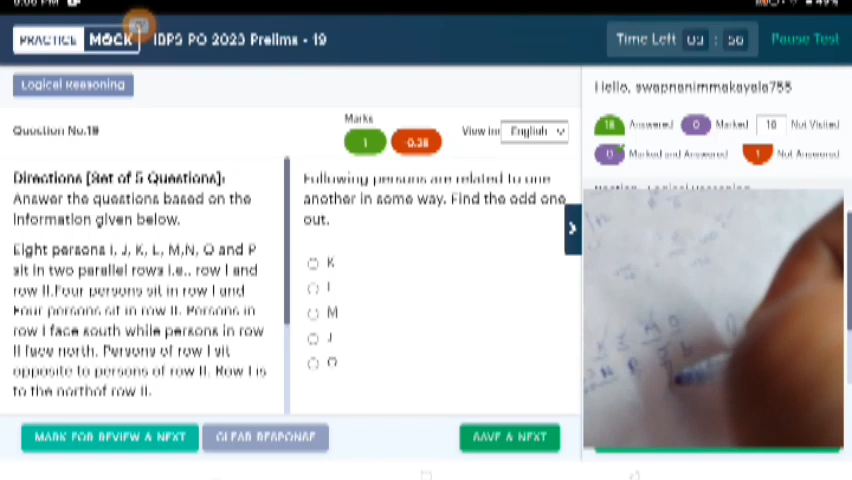 PRACTICE MOCK
IBPS PO 2023 Prelims - 19
Time Left 03 : 56
Pause Test
Logical Reasoning
Hello, swapnanimmakayala755
Question No.19
Marks
1
-0.38
View in
English
18 Answered
0 Marked
10 Not Visited
0 Marked and Answered
1 Not Answered
Directions [Set of 5 Questions]:
Answer the questions based on the
information given below.
Eight persons I, J, K, L, M,N, O and P
sit in two parallel rows i.e., row I and
row II.Four persons sit in row I and
Four persons sit in row II. Persons in
row I face south while persons in row
II face north. Persons of row I sit
opposite to persons of row II. Row I is
to the northof row II.
Following persons are related to one
another in some way. Find the odd one
out.
K
M
J
O
MARK FOR REVIEW & NEXT
CLEAR RESPONSE
SAVE & NEXT